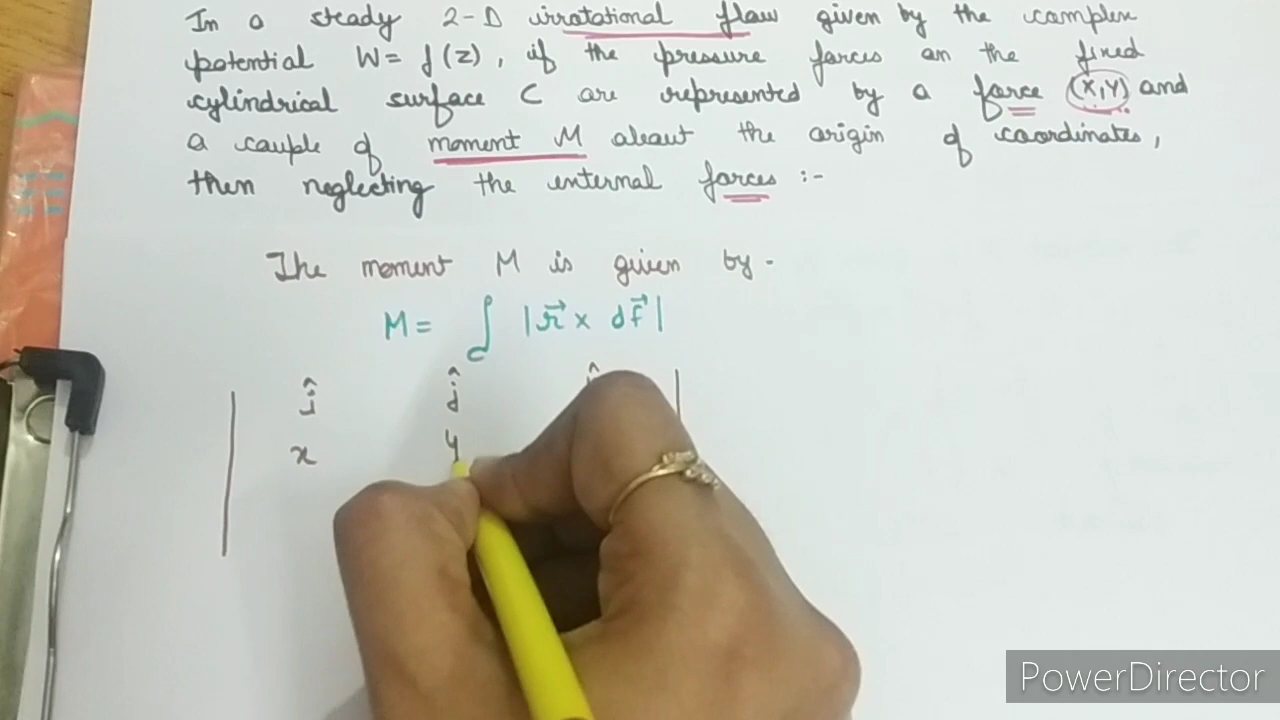 In a steady 2-D irratational flow given by the complex
potential W= f(z), if the pressure forces on the fixed
cylindrical surface C are represented by a force (X,Y) and
a couple of moment M about the origin of coordinates,
then neglecting the enternal forces :-
The moment M is given by -
M= ∫c |r⃗ x dF⃗|
î ĵ
x y
PowerDirector